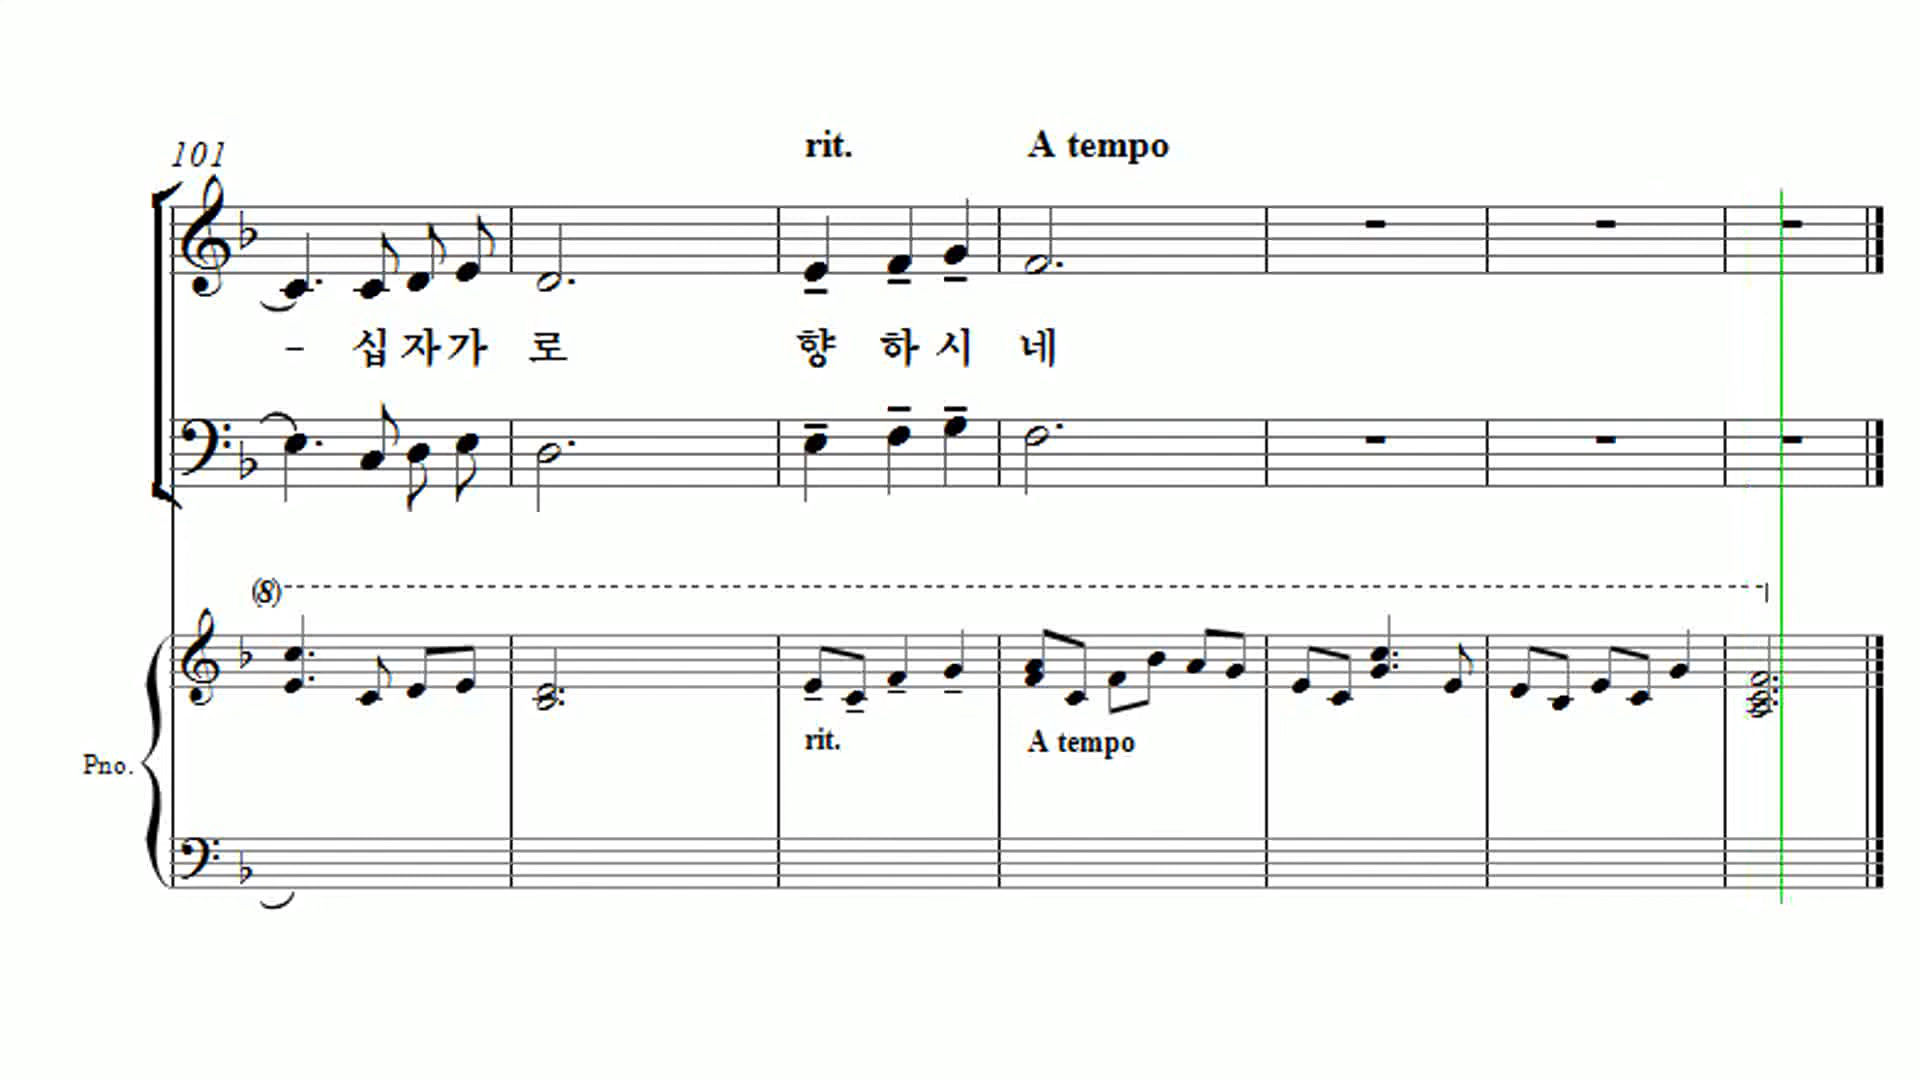 rit. A tempo
101
- 십 자 가 로 향 하 시 네
(8)
rit. A tempo
Pno.